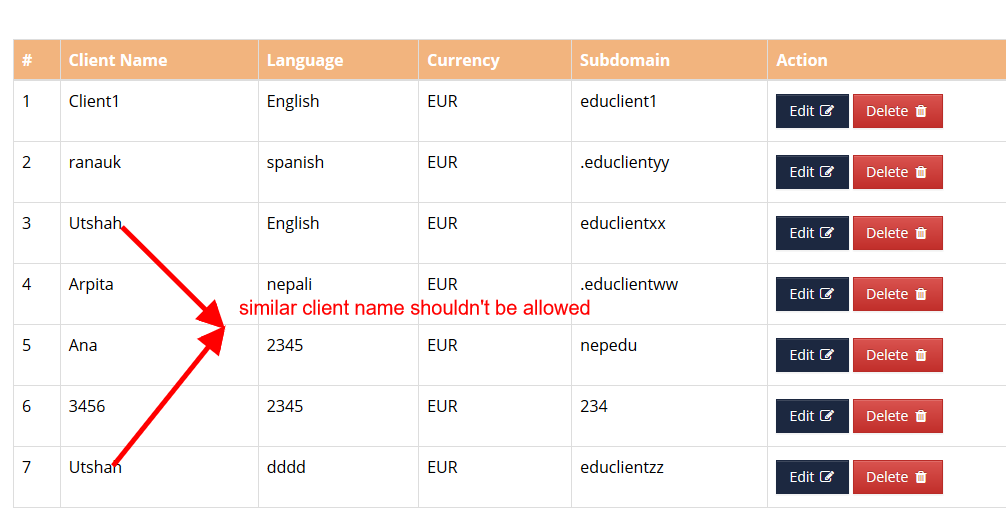 # Client Name Language Currency Subdomain Action
1 Client1 English EUR educlient1 Edit Delete
2 ranauk spanish EUR .educlientyy Edit Delete
3 Utshah English EUR educlientxx Edit Delete
4 Arpita nepali EUR .educlientww Edit Delete
similar client name shouldn't be allowed
5 Ana 2345 EUR nepedu Edit Delete
6 3456 2345 EUR 234 Edit Delete
7 Utshah dddd EUR educlientzz Edit Delete